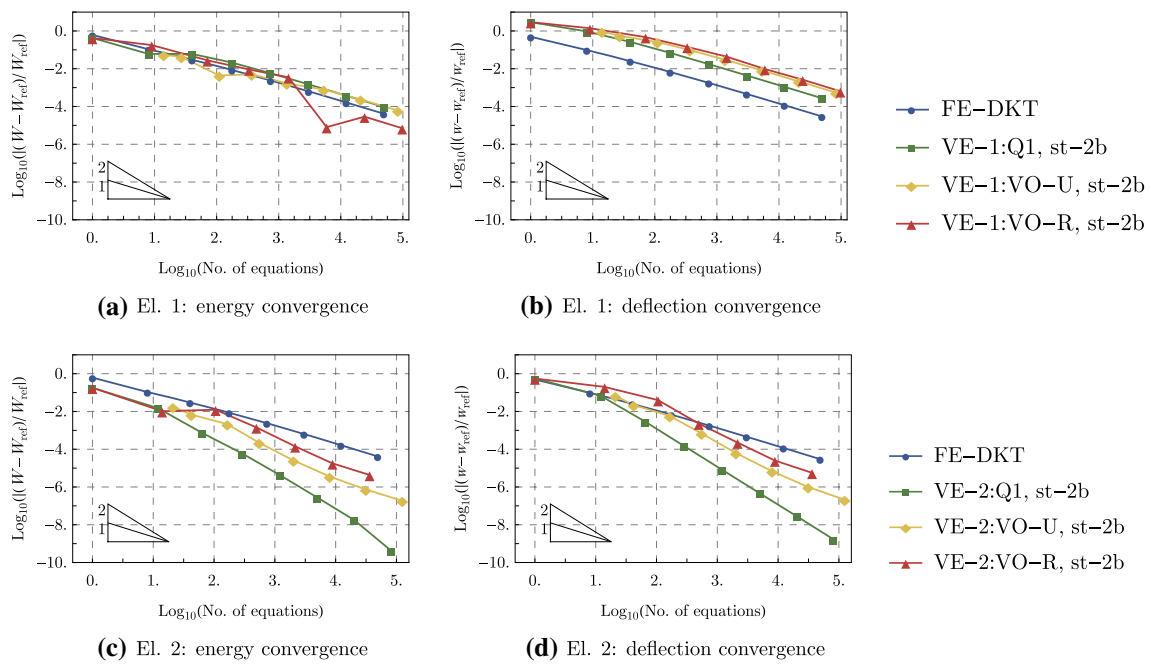 0.
−2.
−4.
−6.
−8.
−10.
Log10(|(W−Wref)/Wref|)
2
1
0. 1. 2. 3. 4. 5.
Log10(No. of equations)
(a) El. 1: energy convergence
0.
−2.
−4.
−6.
−8.
−10.
Log10(|(w−wref)/wref|)
2
1
0. 1. 2. 3. 4. 5.
Log10(No. of equations)
(b) El. 1: deflection convergence
FE−DKT
VE−1:Q1, st−2b
VE−1:VO−U, st−2b
VE−1:VO−R, st−2b
0.
−2.
−4.
−6.
−8.
−10.
Log10(|(W−Wref)/Wref|)
2
1
0. 1. 2. 3. 4. 5.
Log10(No. of equations)
(c) El. 2: energy convergence
0.
−2.
−4.
−6.
−8.
−10.
Log10(|(w−wref)/wref|)
2
1
0. 1. 2. 3. 4. 5.
Log10(No. of equations)
(d) El. 2: deflection convergence
FE−DKT
VE−2:Q1, st−2b
VE−2:VO−U, st−2b
VE−2:VO−R, st−2b